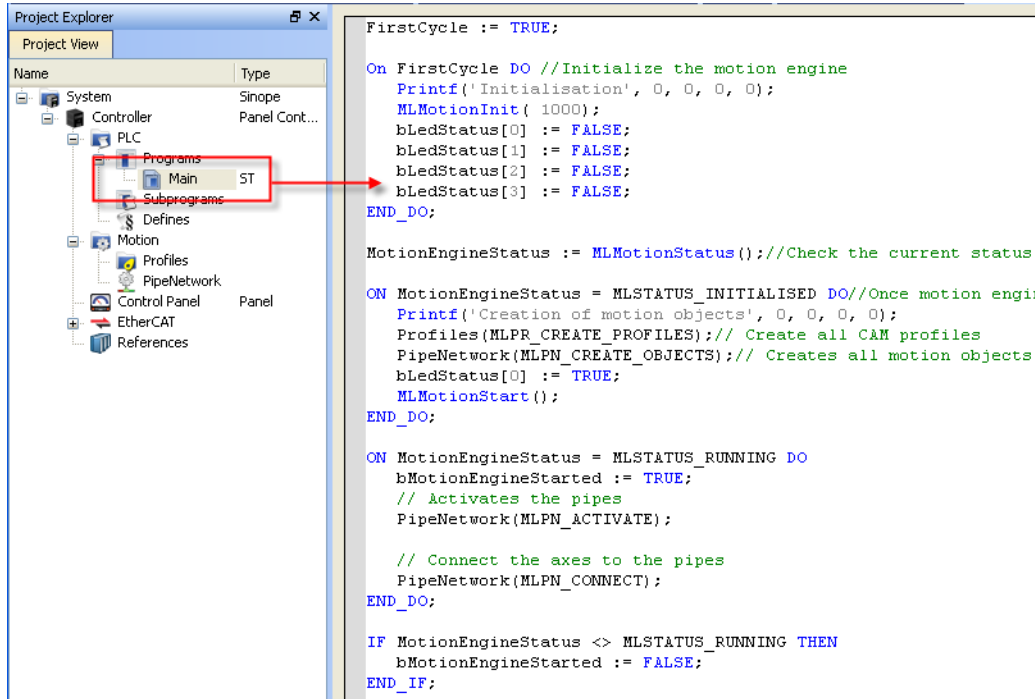 Project Explorer
Project View
Name Type
System Sinope
Controller Panel Cont...
PLC
Programs
Main ST
Subprograms
Defines
Motion
Profiles
PipeNetwork
Control Panel Panel
EtherCAT
References
FirstCycle := TRUE;
On FirstCycle DO //Initialize the motion engine
Printf('Initialisation', 0, 0, 0, 0);
MLMotionInit( 1000);
bLedStatus[0] := FALSE;
bLedStatus[1] := FALSE;
bLedStatus[2] := FALSE;
bLedStatus[3] := FALSE;
END_DO;
MotionEngineStatus := MLMotionStatus();//Check the current status
ON MotionEngineStatus = MLSTATUS_INITIALISED DO//Once motion engi
Printf('Creation of motion objects', 0, 0, 0, 0);
Profiles(MLPR_CREATE_PROFILES);// Create all CAM profiles
PipeNetwork(MLPN_CREATE_OBJECTS);// Creates all motion objects
bLedStatus[0] := TRUE;
MLMotionStart();
END_DO;
ON MotionEngineStatus = MLSTATUS_RUNNING DO
bMotionEngineStarted := TRUE;
// Activates the pipes
PipeNetwork(MLPN_ACTIVATE);
// Connect the axes to the pipes
PipeNetwork(MLPN_CONNECT);
END_DO;
IF MotionEngineStatus <> MLSTATUS_RUNNING THEN
bMotionEngineStarted := FALSE;
END_IF;